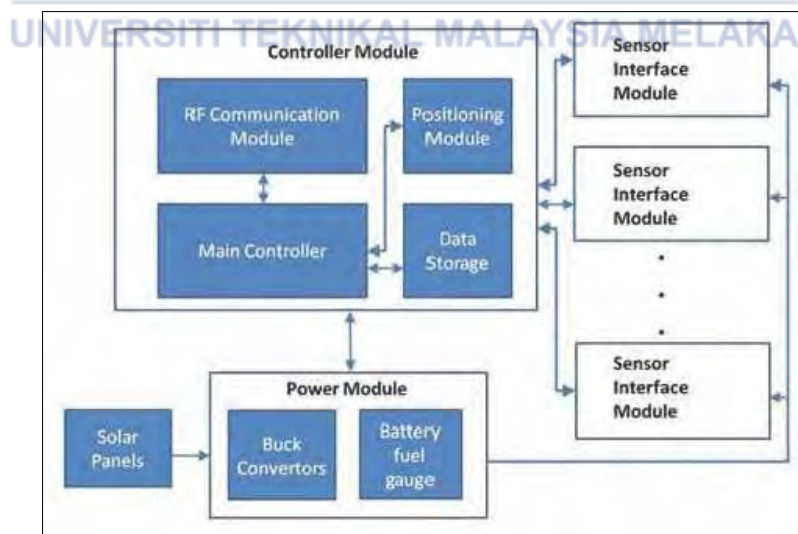 UNIVERSITI TEKNIKAL MALAYSIA MELAKA
Controller Module
RF Communication
Module
Positioning
Module
Main Controller
Data
Storage
Sensor
Interface
Module
Sensor
Interface
Module
Sensor
Interface
Module
Power Module
Solar
Panels
Buck
Convertors
Battery
fuel
gauge